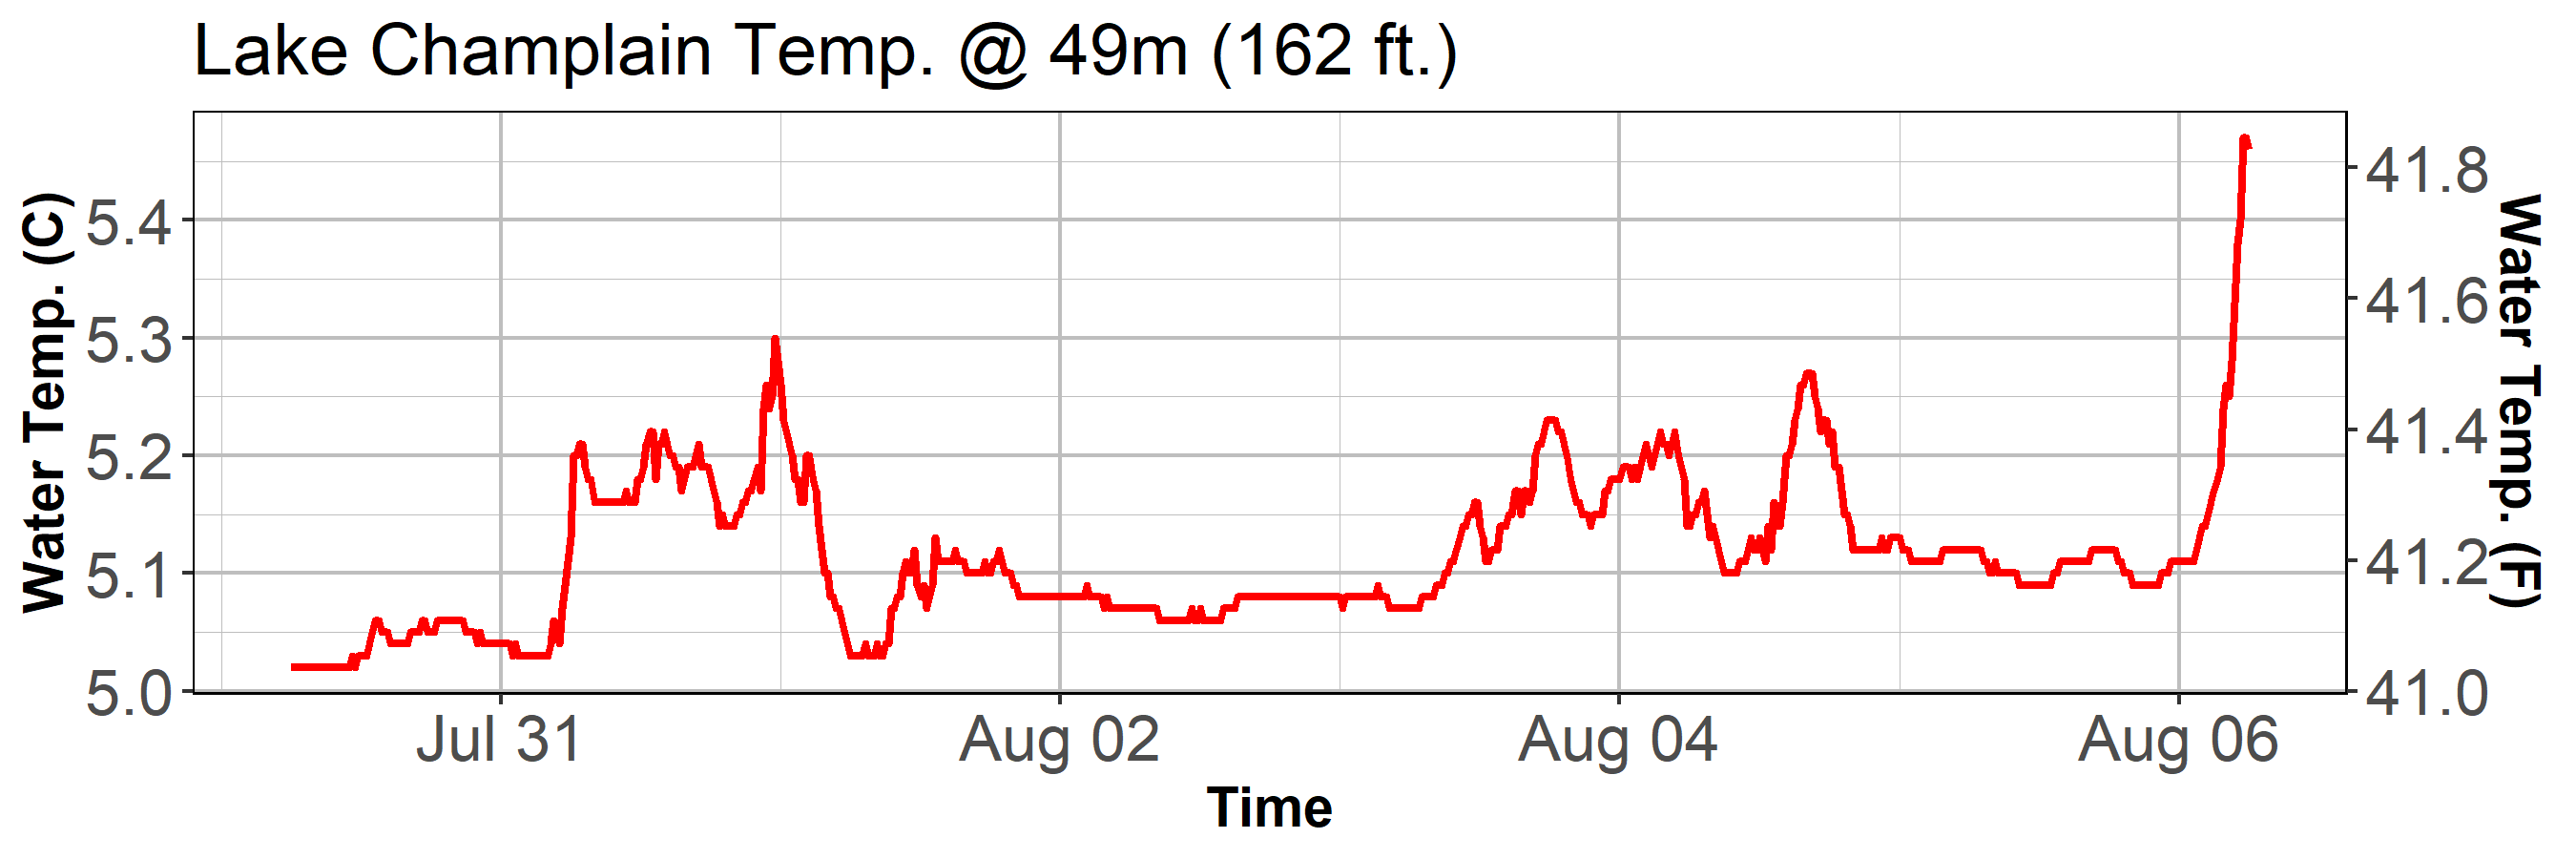 Lake Champlain Temp. @ 49m (162 ft.)
Water Temp. (C)
5.4
5.3
5.2
5.1
5.0
41.8
41.6
41.4
41.2
41.0
Water Temp. (F)
Jul 31
Aug 02
Aug 04
Aug 06
Time